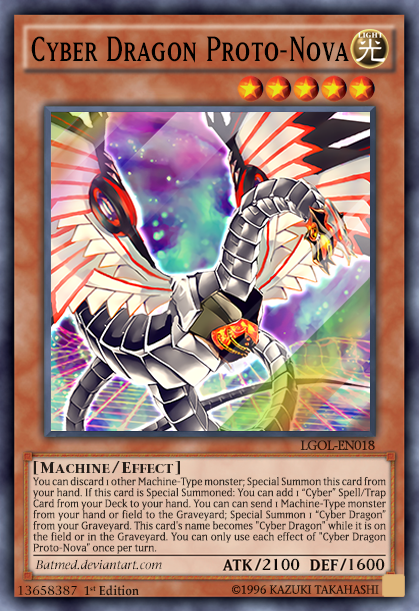 CYBER DRAGON PROTO-NOVA
LIGHT
光
LGOL-EN018
[MACHINE/EFFECT]
You can discard 1 other Machine-Type monster; Special Summon this card from
your hand. If this card is Special Summoned: You can add 1 "Cyber" Spell/Trap
Card from your Deck to your hand. You can can send 1 Machine-Type monster
from your hand or field to the Graveyard; Special Summon 1 "Cyber Dragon"
from your Graveyard. This card's name becomes "Cyber Dragon" while it is on
the field or in the Graveyard. You can only use each effect of "Cyber Dragon
Proto-Nova" once per turn.
Batmed.deviantart.com
ATK/2100 DEF/1600
13658387 1st Edition
©1996 KAZUKI TAKAHASHI